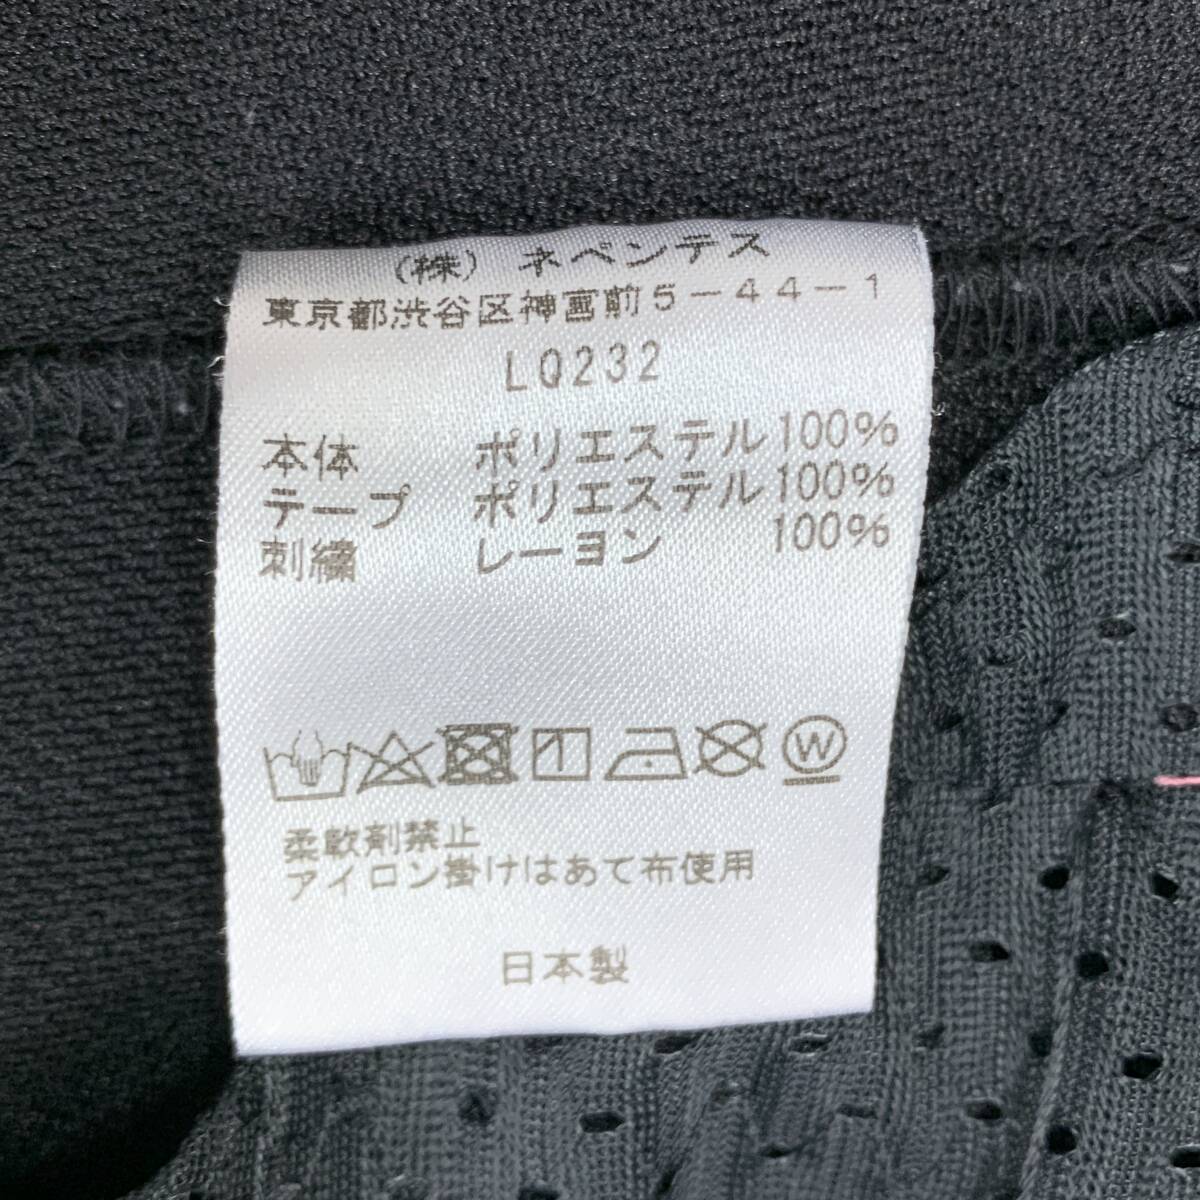 (株) ネペンテス
東京都渋谷区神宮前5-44-1
LQ232
本体 ポリエステル100%
テープ ポリエステル100%
刺繍 レーヨン 100%
W
柔軟剤禁止
アイロン掛けはあて布使用
日本製